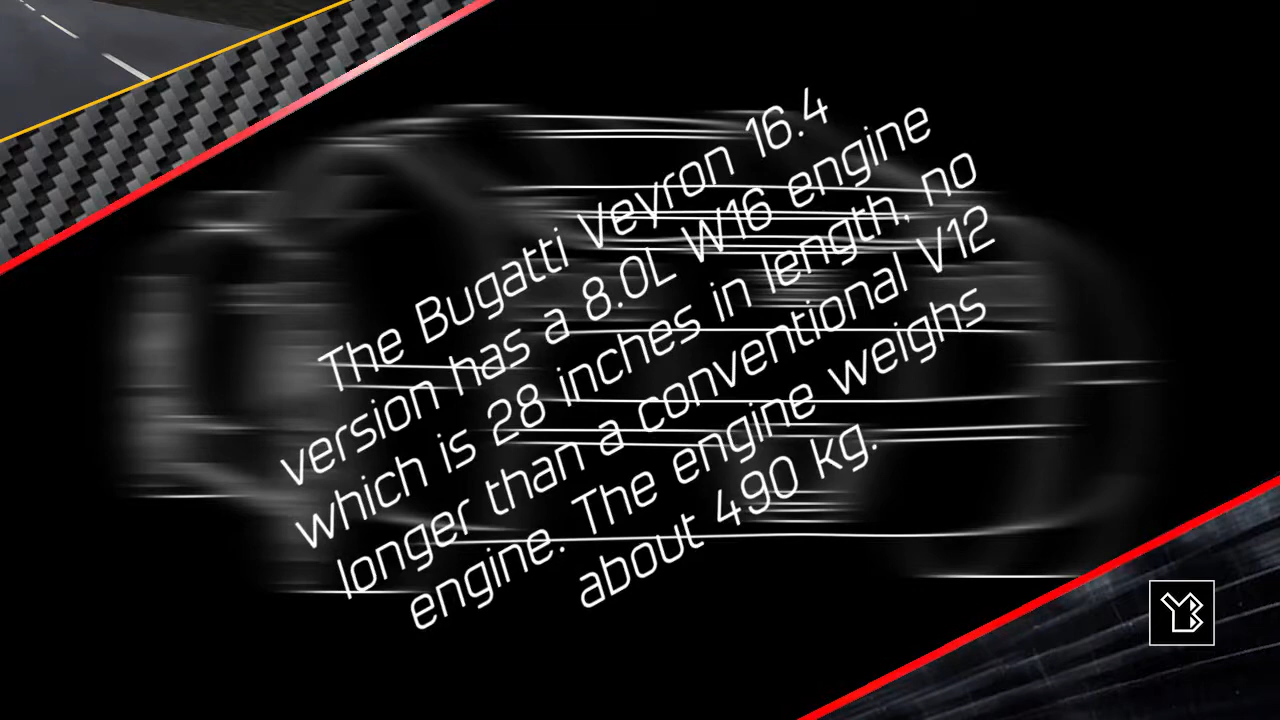 The Bugatti Veyron 16.4
version has a 8.0L W16 engine
which is 28 inches in length, no
longer than a conventional V12
engine. The engine weighs
about 490 kg.